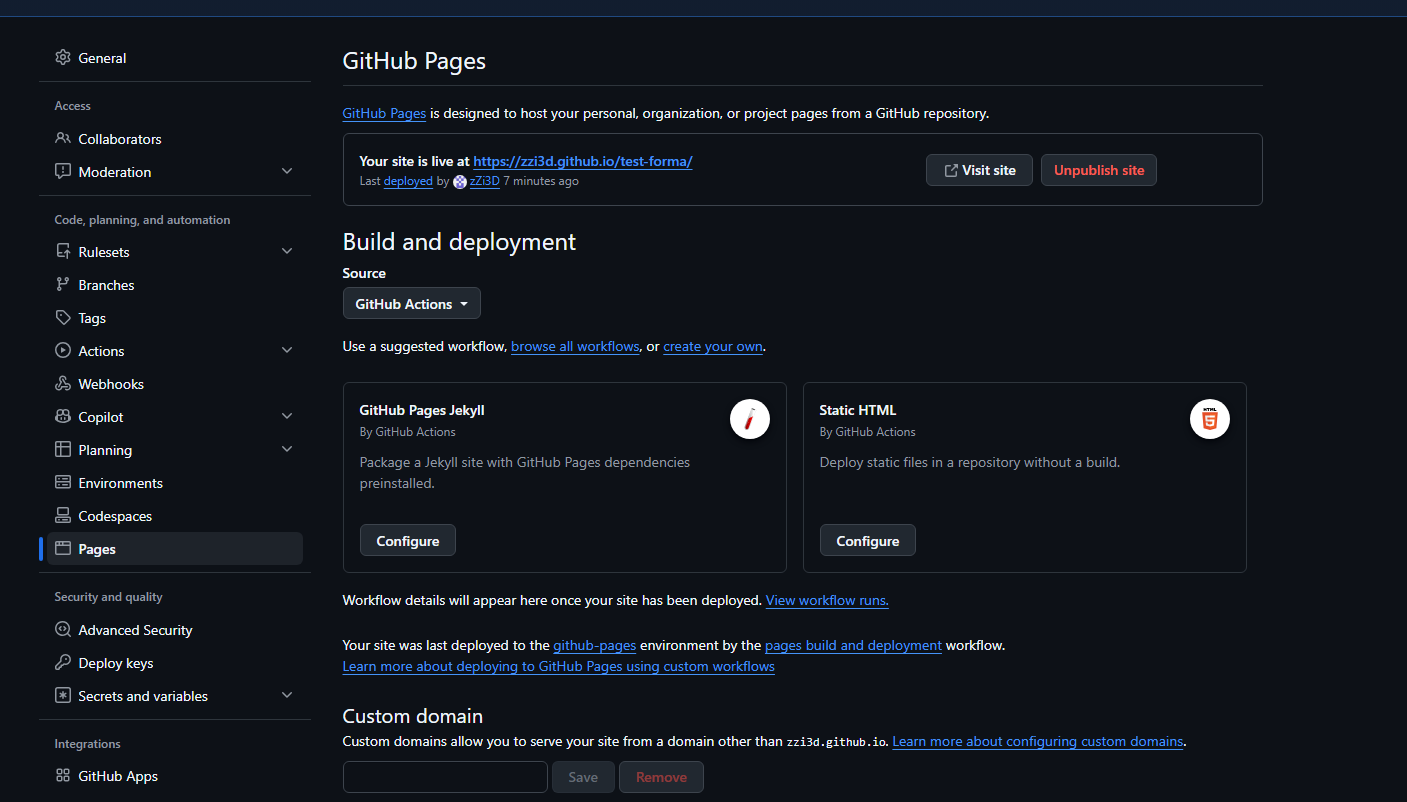 General
Access
Collaborators
Moderation
Code, planning, and automation
Rulesets
Branches
Tags
Actions
Webhooks
Copilot
Planning
Environments
Codespaces
Pages
Security and quality
Advanced Security
Deploy keys
Secrets and variables
Integrations
GitHub Apps
GitHub Pages
GitHub Pages is designed to host your personal, organization, or project pages from a GitHub repository.
Your site is live at https://zzi3d.github.io/test-forma/
Last deployed by zZi3D 7 minutes ago
Visit site
Unpublish site
Build and deployment
Source
GitHub Actions
Use a suggested workflow, browse all workflows, or create your own.
GitHub Pages Jekyll
By GitHub Actions
Package a Jekyll site with GitHub Pages dependencies
preinstalled.
Configure
Static HTML
By GitHub Actions
Deploy static files in a repository without a build.
Configure
HTML
5
Workflow details will appear here once your site has been deployed. View workflow runs.
Your site was last deployed to the github-pages environment by the pages build and deployment workflow.
Learn more about deploying to GitHub Pages using custom workflows
Custom domain
Custom domains allow you to serve your site from a domain other than zzi3d.github.io. Learn more about configuring custom domains.
Save
Remove